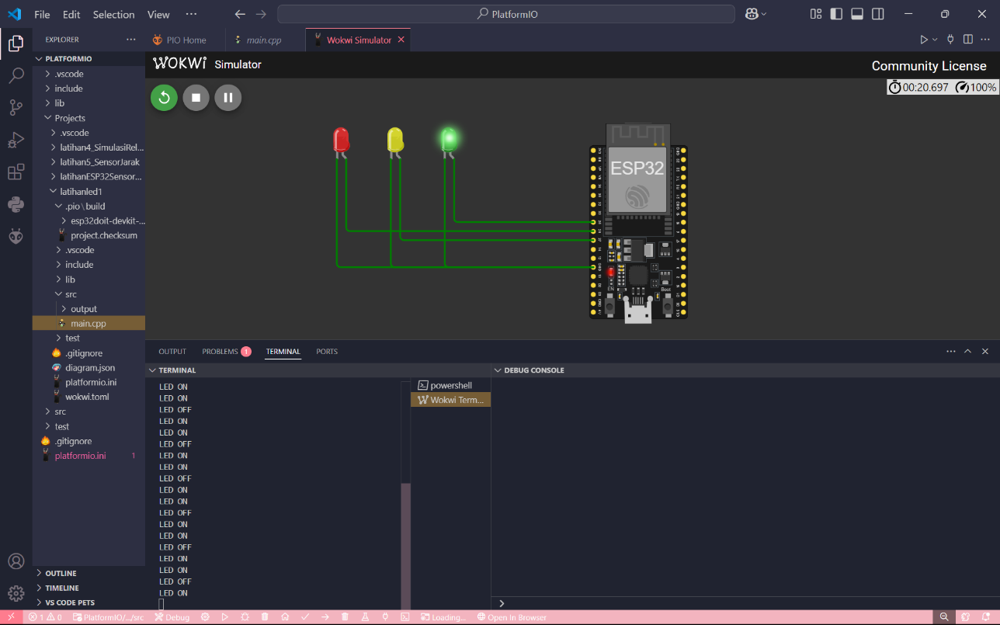 File Edit Selection View ··· PlatformIO
EXPLORER ···
PIO Home main.cpp Wokwi Simulator
PLATFORMIO
.vscode
include
lib
Projects
.vscode
latihan4_SimulasiRel...
latihan5_SensorJarak
latihanESP32Sensor...
latihanled1
.pio\build
esp32doit-devkit-...
project.checksum
.vscode
include
lib
src
output
main.cpp
test
.gitignore
diagram.json
platformio.ini
wokwi.toml
src
test
.gitignore
platformio.ini 1
OUTLINE
TIMELINE
VS CODE PETS
WOKWi Simulator
Community License
00:20.697 100%
ESP32
EN
Boot
OUTPUT PROBLEMS 1 TERMINAL PORTS
TERMINAL
LED ON
LED ON
LED OFF
LED ON
LED ON
LED OFF
LED ON
LED ON
LED OFF
LED ON
LED ON
LED OFF
LED ON
LED ON
LED OFF
LED ON
LED ON
LED OFF
LED ON
powershell
Wokwi Term...
DEBUG CONSOLE
1 0 PlatformIO/.../src Debug Loading... Open In Browser